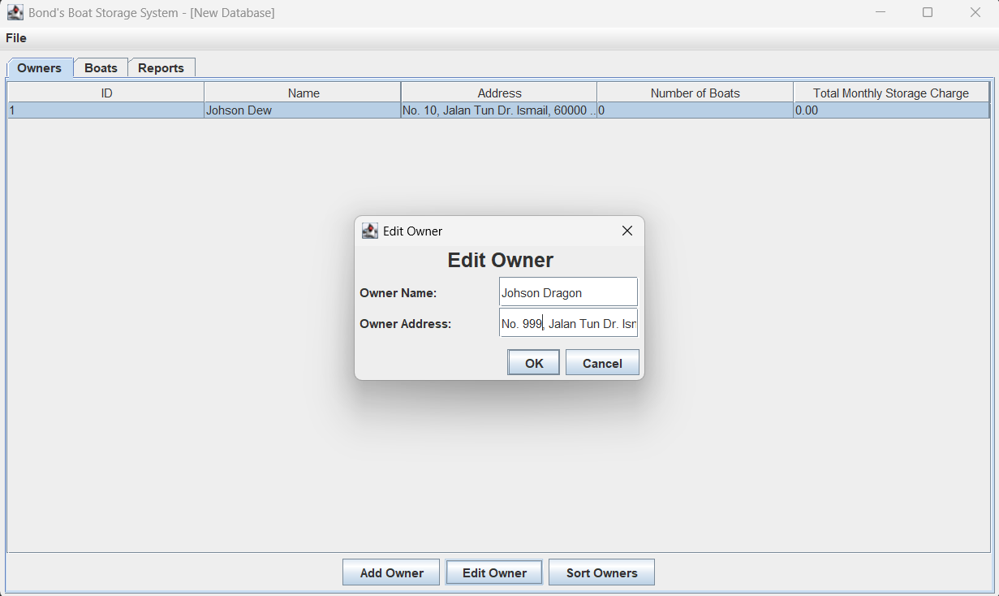 Bond's Boat Storage System - [New Database]
File
Owners Boats Reports
ID Name Address Number of Boats Total Monthly Storage Charge
1 Johson Dew No. 10, Jalan Tun Dr. Ismail, 60000 .. 0 0.00
Edit Owner
Edit Owner
Owner Name: Johson Dragon
Owner Address: No. 999, Jalan Tun Dr. Isn
OK Cancel
Add Owner Edit Owner Sort Owners